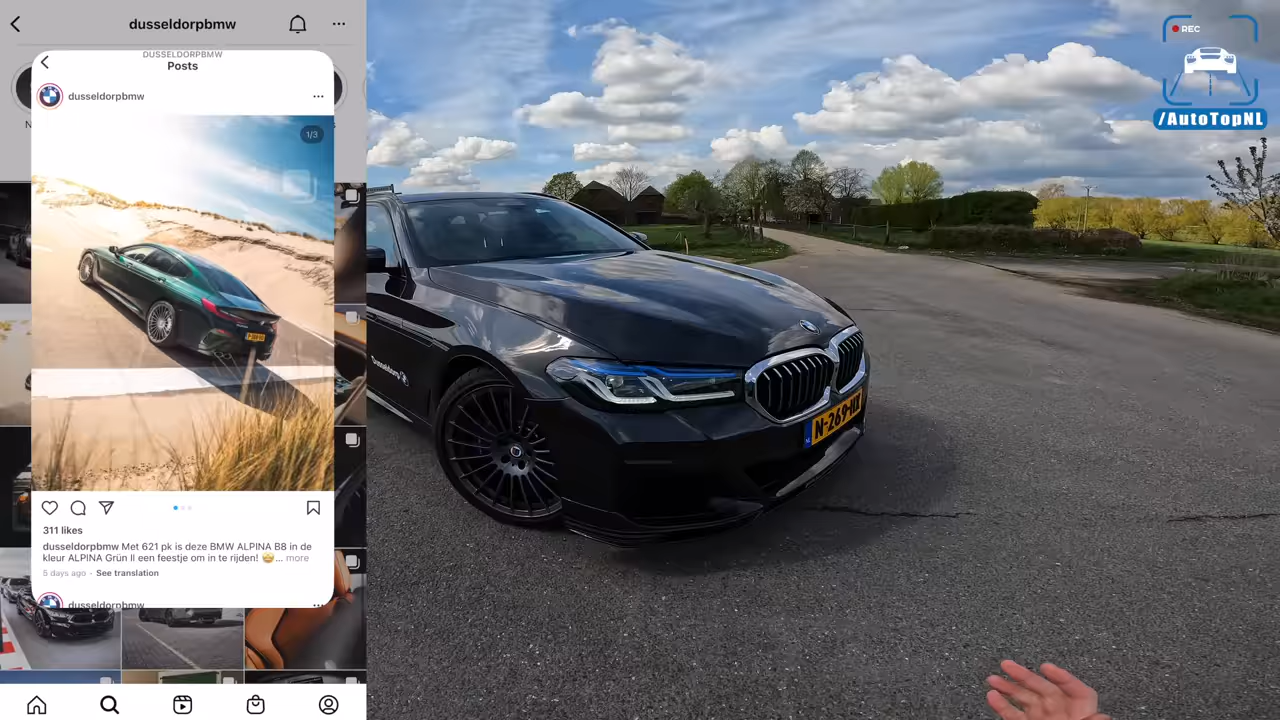 dusseldorpbmw
DUSSELDORPBMW
Posts
dusseldorpbmw
1/3
311 likes
dusseldorpbmw Met 621 pk is deze BMW ALPINA B8 in de
kleur ALPINA Grün II een feestje om in te rijden! 🤩... more
5 days ago · See translation
dusseldorpbmw
REC
/AutoTopNL
Dusseldorp
N-269-HX